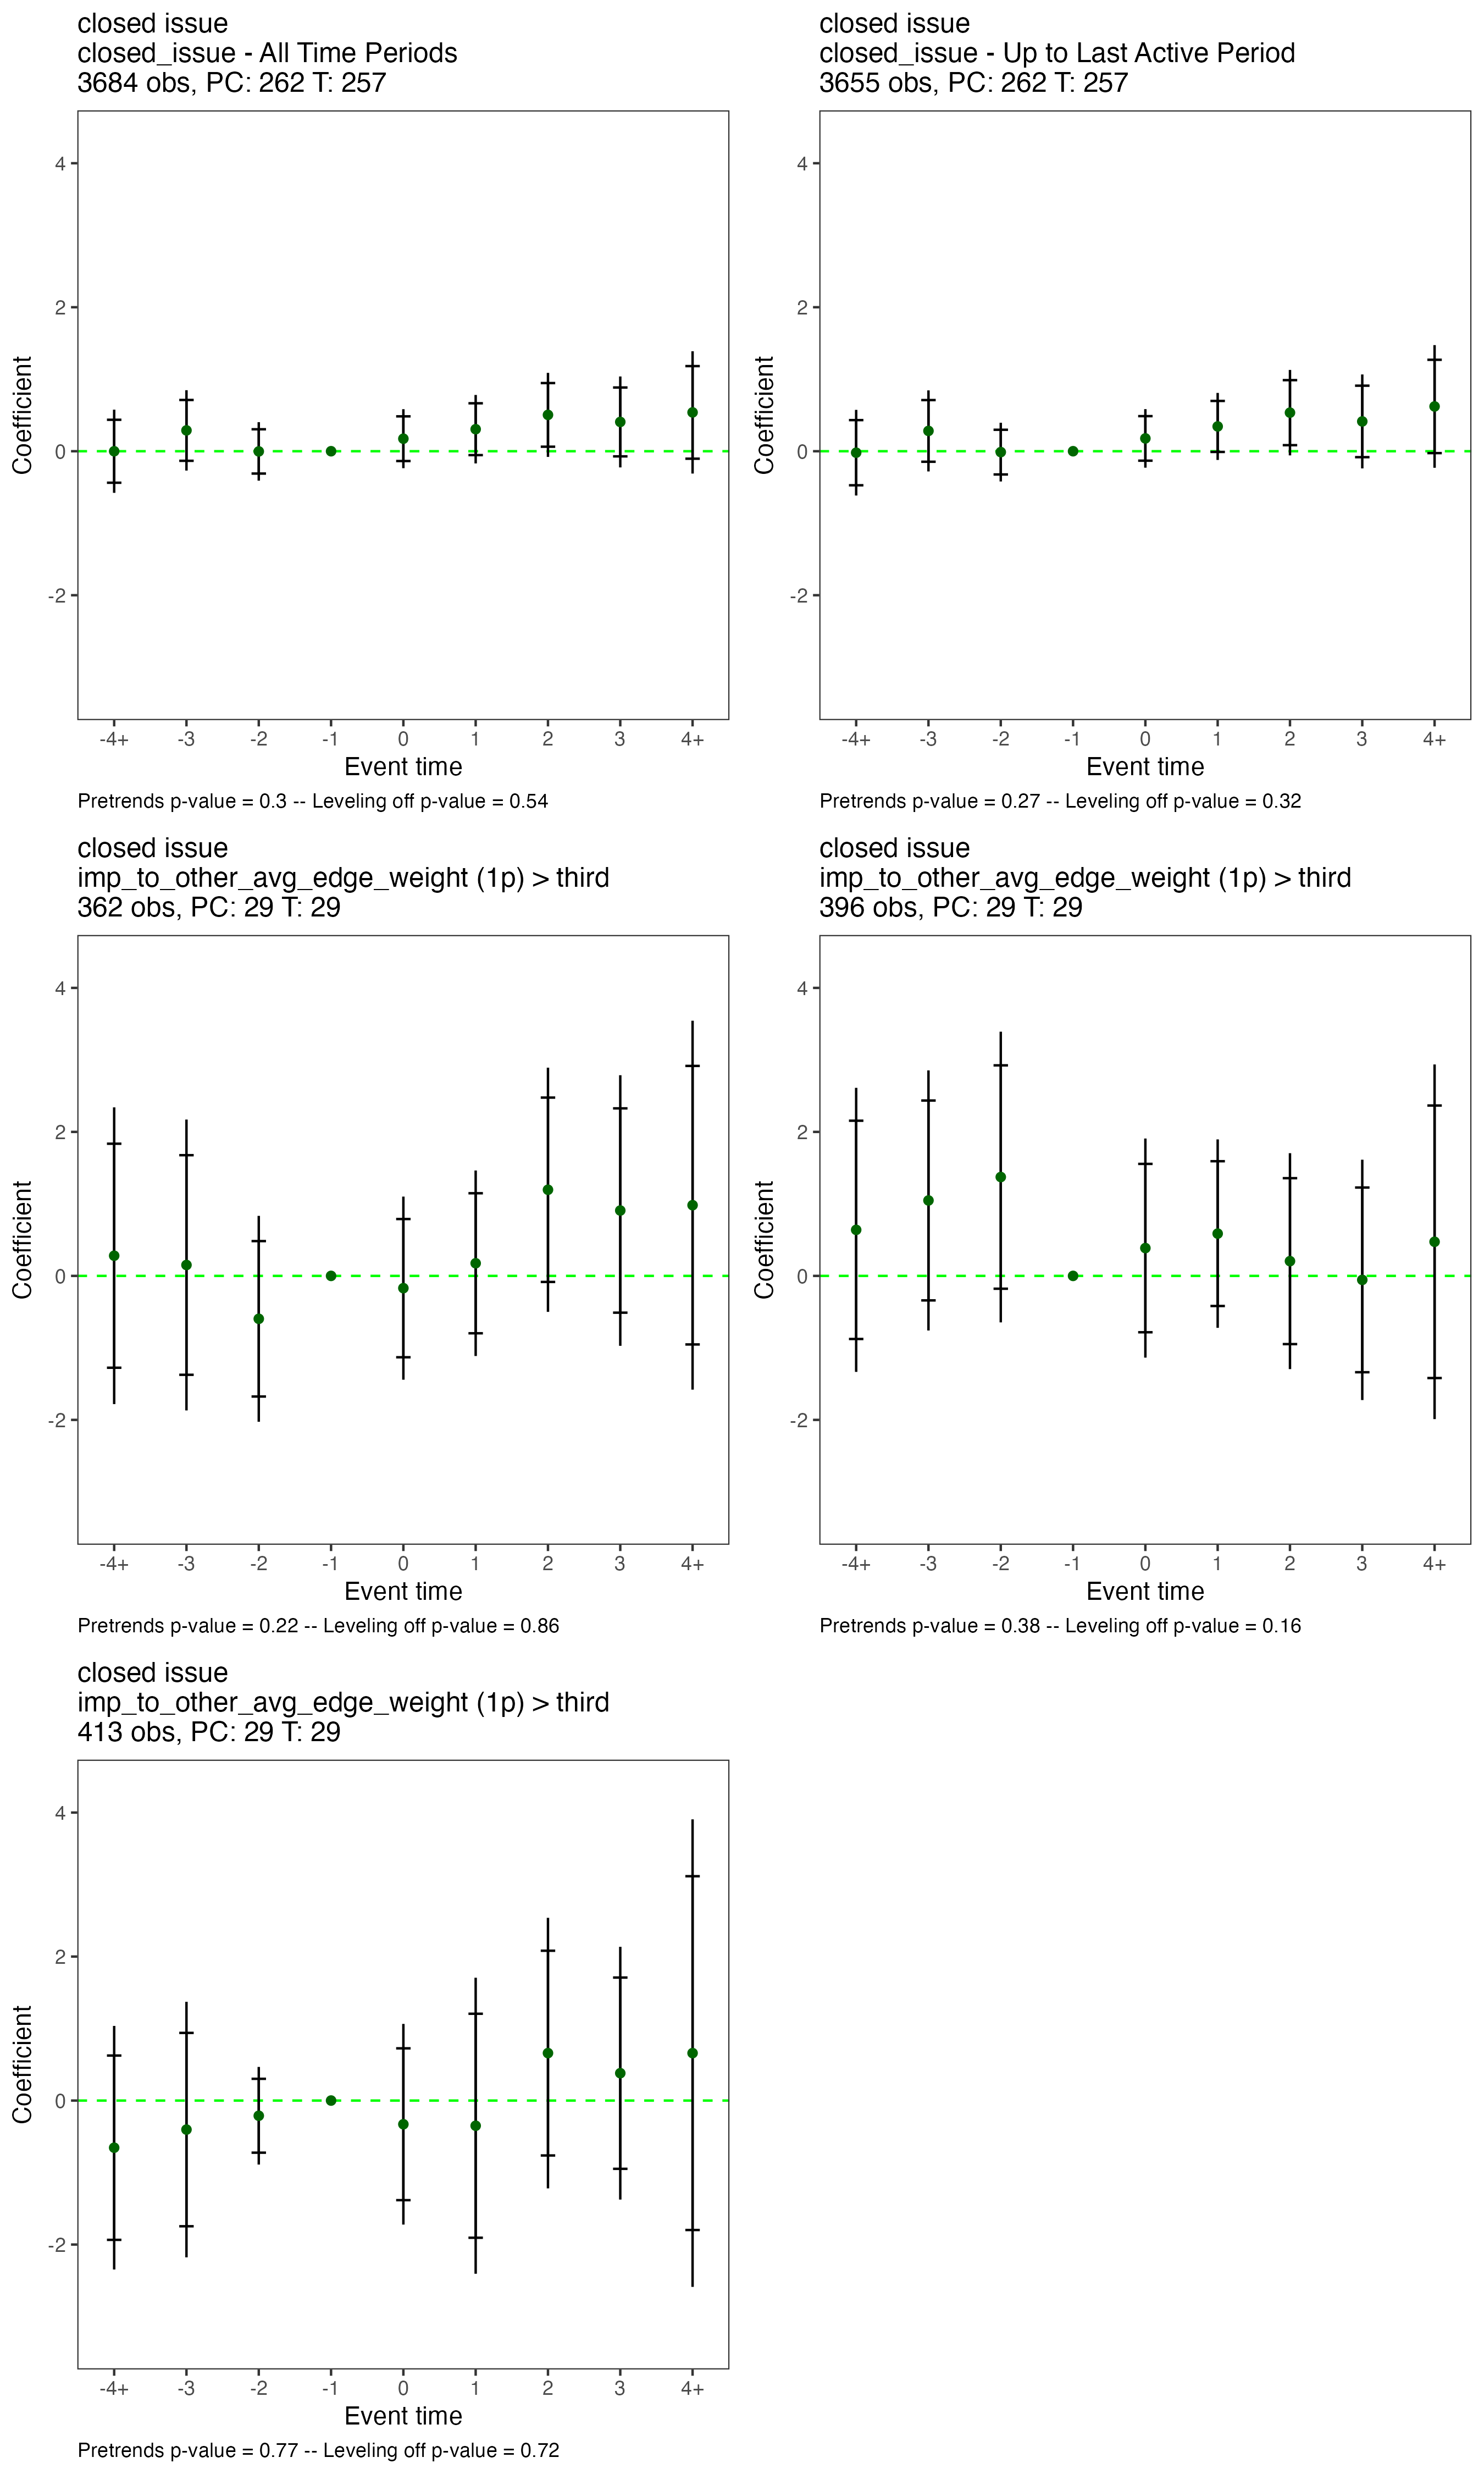 closed issue
closed_issue - All Time Periods
3684 obs, PC: 262 T: 257
4
2
0
-2
Coefficient
-4+ -3 -2 -1 0 1 2 3 4+
Event time
Pretrends p-value = 0.3 -- Leveling off p-value = 0.54
closed issue
closed_issue - Up to Last Active Period
3655 obs, PC: 262 T: 257
4
2
0
-2
Coefficient
-4+ -3 -2 -1 0 1 2 3 4+
Event time
Pretrends p-value = 0.27 -- Leveling off p-value = 0.32
closed issue
imp_to_other_avg_edge_weight (1p) > third
362 obs, PC: 29 T: 29
4
2
0
-2
Coefficient
-4+ -3 -2 -1 0 1 2 3 4+
Event time
Pretrends p-value = 0.22 -- Leveling off p-value = 0.86
closed issue
imp_to_other_avg_edge_weight (1p) > third
396 obs, PC: 29 T: 29
4
2
0
-2
Coefficient
-4+ -3 -2 -1 0 1 2 3 4+
Event time
Pretrends p-value = 0.38 -- Leveling off p-value = 0.16
closed issue
imp_to_other_avg_edge_weight (1p) > third
413 obs, PC: 29 T: 29
4
2
0
-2
Coefficient
-4+ -3 -2 -1 0 1 2 3 4+
Event time
Pretrends p-value = 0.77 -- Leveling off p-value = 0.72